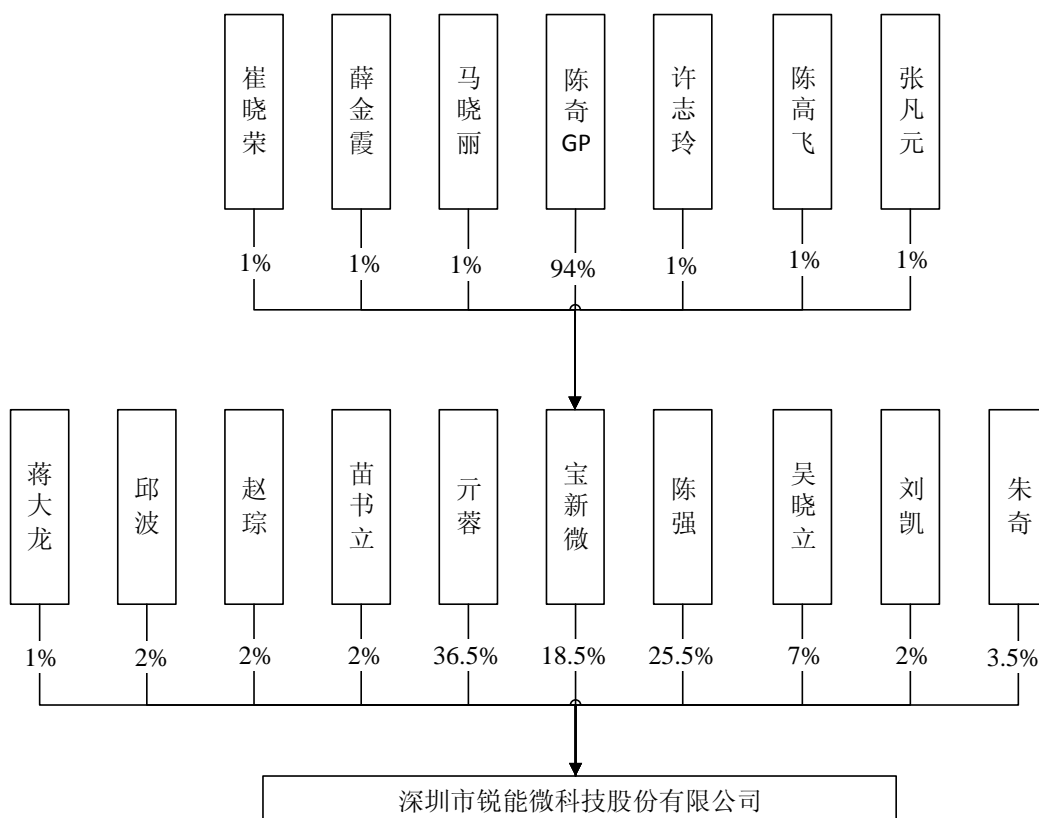 崔晓荣
薛金霞
马晓丽
陈奇GP
许志玲
陈高飞
张凡元
1%
1%
1%
94%
1%
1%
1%
蒋大龙
邱波
赵琮
苗书立
亓蓉
宝新微
陈强
吴晓立
刘凯
朱奇
1%
2%
2%
2%
36.5%
18.5%
25.5%
7%
2%
3.5%
深圳市锐能微科技股份有限公司